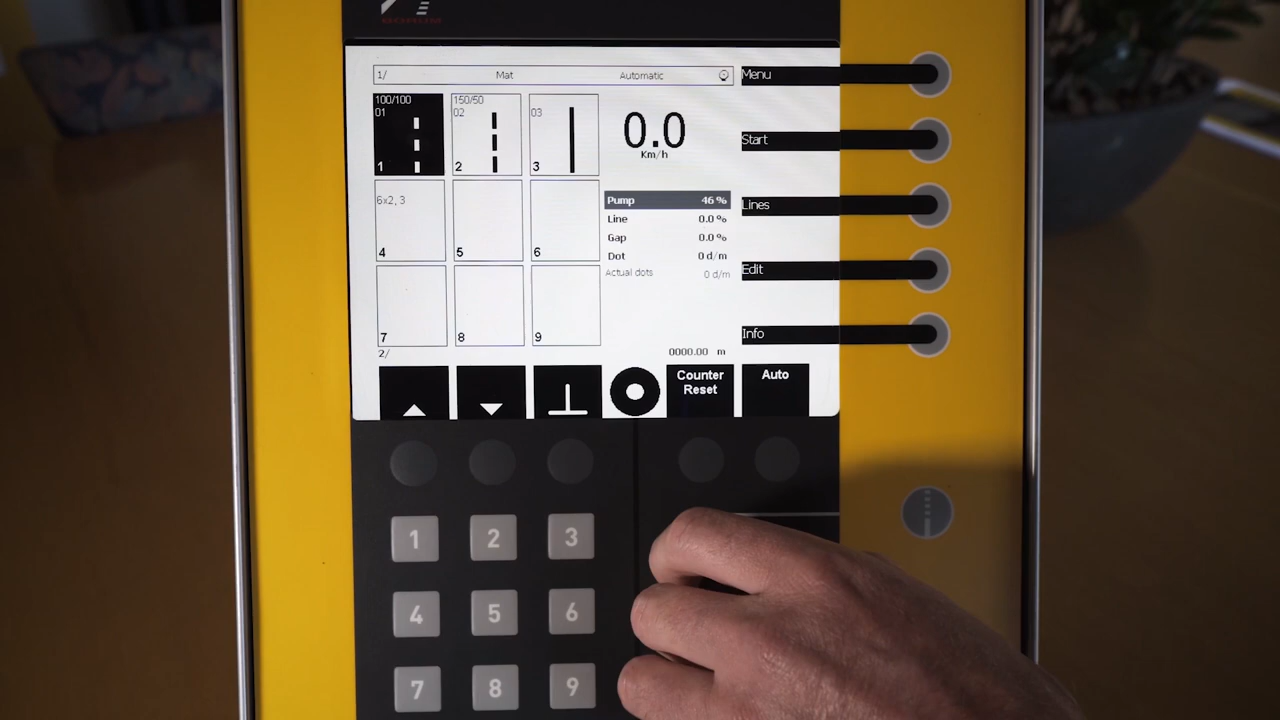 1/ Mat Automatic
Menu
100/100
01
1
150/50
02
2
03
3
0.0
Km/h
Start
6x2, 3
4
5
6
Pump 46 %
Line 0.0 %
Gap 0.0 %
Dot 0 d/m
Actual dots 0 d/m
Lines
Edit
7
8
9
Info
2/
0000.00 m
Counter
Reset
Auto
1 2 3
4 5 6
7 8 9